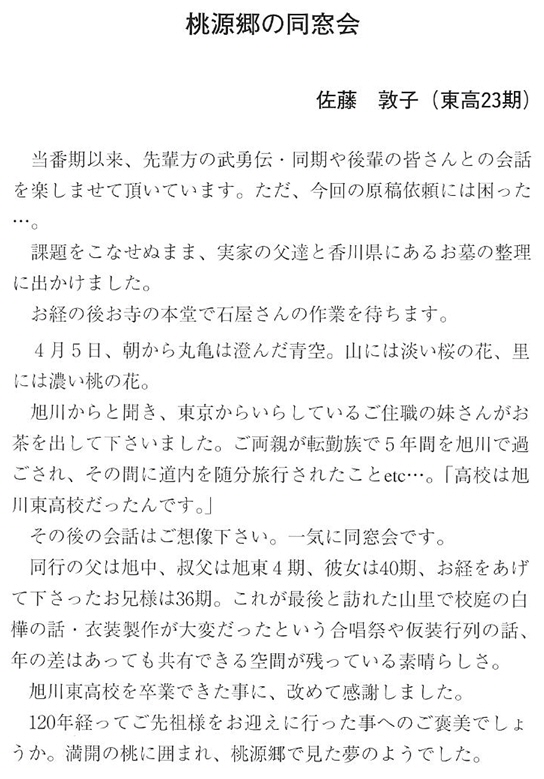 桃源郷の同窓会
佐藤　敦子（東高23期）
当番期以来、先輩方の武勇伝・同期や後輩の皆さんとの会話
を楽しませて頂いています。ただ、今回の原稿依頼には困った
…。
課題をこなせぬまま、実家の父達と香川県にあるお墓の整理
に出かけました。
お経の後お寺の本堂で石屋さんの作業を待ちます。
４月５日、朝から丸亀は澄んだ青空。山には淡い桜の花、里
には濃い桃の花。
旭川からと聞き、東京からいらしているご住職の妹さんがお
茶を出して下さいました。ご両親が転勤族で５年間を旭川で過
ごされ、その間に道内を随分旅行されたことetc…。「高校は旭
川東高校だったんです。」
その後の会話はご想像下さい。一気に同窓会です。
同行の父は旭中、叔父は旭東４期、彼女は40期、お経をあげ
て下さったお兄様は36期。これが最後と訪れた山里で校庭の白
樺の話・衣装製作が大変だったという合唱祭や仮装行列の話、
年の差はあっても共有できる空間が残っている素晴らしさ。
旭川東高校を卒業できた事に、改めて感謝しました。
120年経ってご先祖様をお迎えに行った事へのご褒美でしょ
うか。満開の桃に囲まれ、桃源郷で見た夢のようでした。